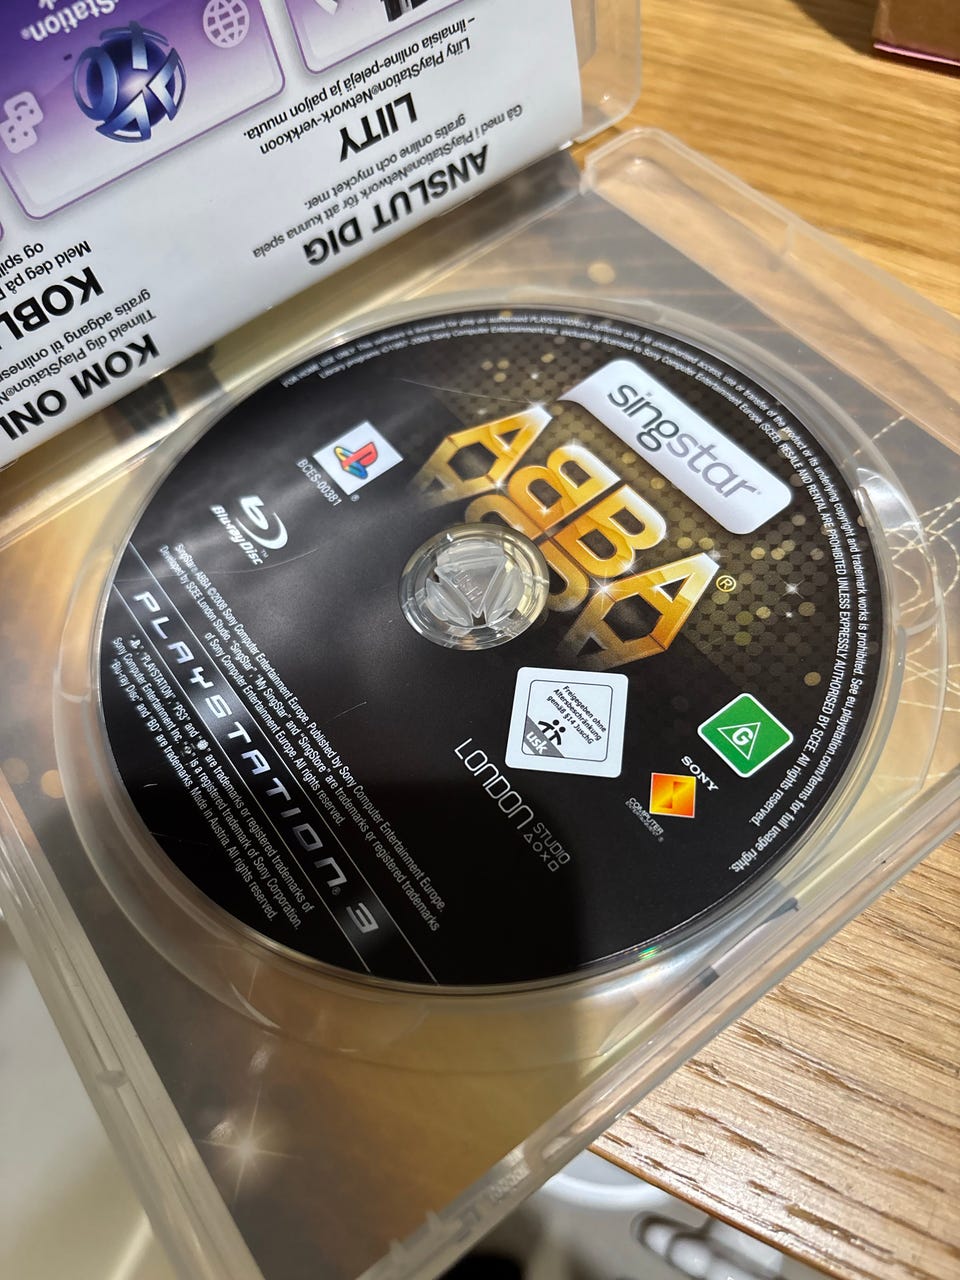 Station®
LIITY
Liity PlayStation®Network-verkkoon
– ilmaisia online-pelejä ja paljon muuta.
ANSLUT DIG
Gå med i PlayStation®Network för att kunna spela
gratis online och mycket mer.
KOBL
Meld deg på
og spill
KOM ONLI
Tilmeld dig PlayStation®N
gratis adgang til onlines
FOR HOME USE ONLY. This software is licensed for play on authorised PLAYSTATION®3 systems only. All unauthorised access, use or transfer of the product or its underlying copyright and trademark works is prohibited. See eu.playstation.com/terms for full usage rights.
Library programs ©1997-2008 Sony Computer Entertainment Inc. exclusively licensed to Sony Computer Entertainment Europe (SCEE). RESALE AND RENTAL ARE PROHIBITED UNLESS EXPRESSLY AUTHORISED BY SCEE. All rights reserved.
singstar®
ABBA®
BCES-00381
Blu-ray Disc™
SingStar® ABBA ©2008 Sony Computer Entertainment Europe. Published by Sony Computer Entertainment Europe.
Developed by SCEE London Studio. "SingStar", "My SingStar" and "SingStore" are trademarks or registered trademarks
of Sony Computer Entertainment Europe. All rights reserved.
PLAYSTATION®3
" ", "PLAYSTATION", "PS3" and " " are trademarks or registered trademarks of
Sony Computer Entertainment Inc. " " is a registered trademark of Sony Corporation.
"Blu-ray Disc" and "BD" are trademarks. Made in Austria. All rights reserved.
Freigegeben ohne
Altersbeschränkung
gemäß §14 JuSchG
usk
G
SONY
COMPUTER
ENTERTAINMENT®
LONDON
STUDIO